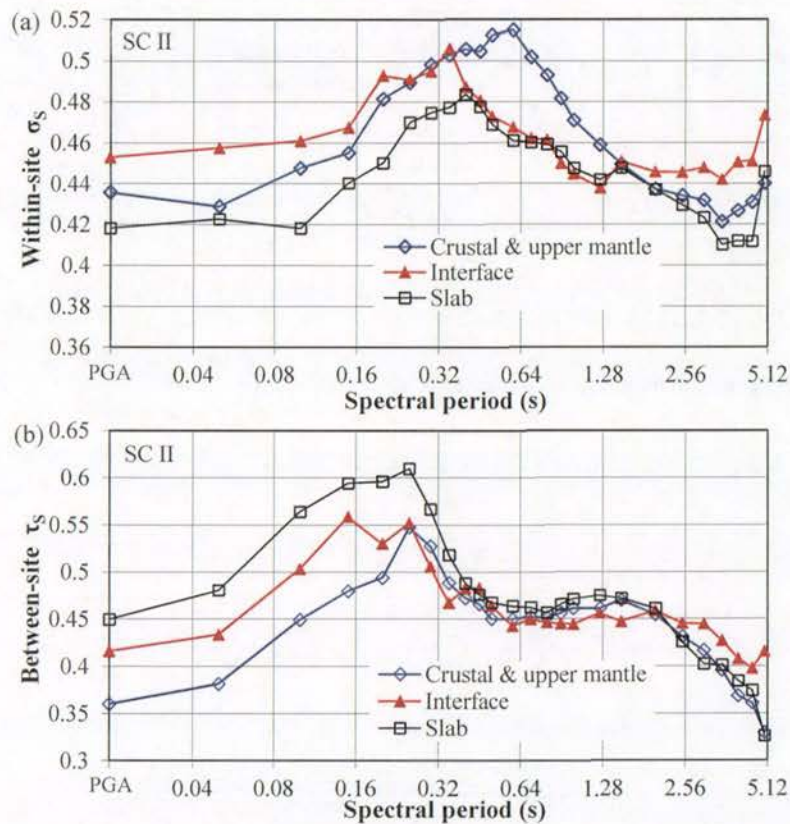 (a)
SC II
0.52
0.5
0.48
0.46
0.44
0.42
0.4
0.38
0.36
Within-site σS
Crustal & upper mantle
Interface
Slab
PGA 0.04 0.08 0.16 0.32 0.64 1.28 2.56 5.12
Spectral period (s)
(b)
SC II
0.65
0.6
0.55
0.5
0.45
0.4
0.35
0.3
Between-site τS
Crustal & upper mantle
Interface
Slab
PGA 0.04 0.08 0.16 0.32 0.64 1.28 2.56 5.12
Spectral period (s)